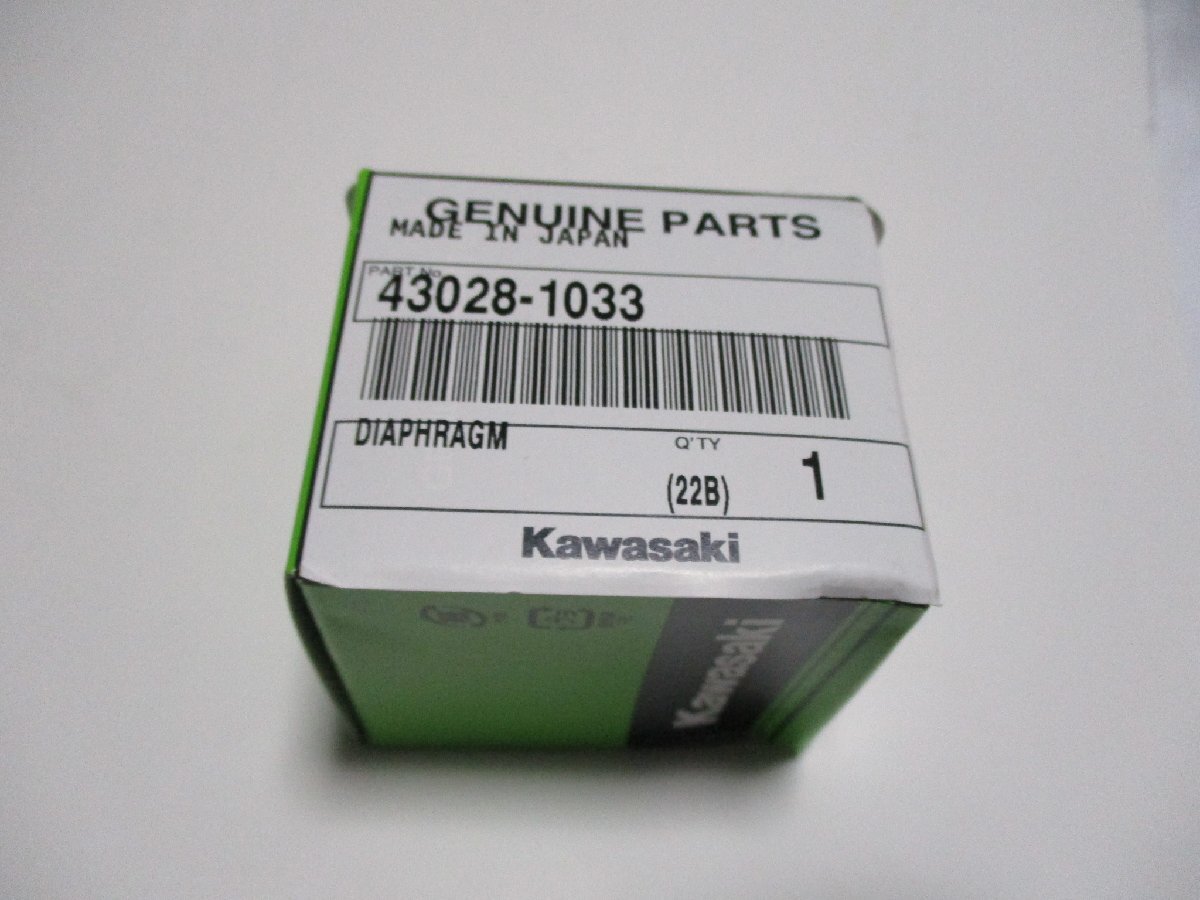 GENUINE PARTS
MADE IN JAPAN
PART No.
43028-1033
DIAPHRAGM
Q'TY
(22B)
1
Kawasaki
Kawasaki